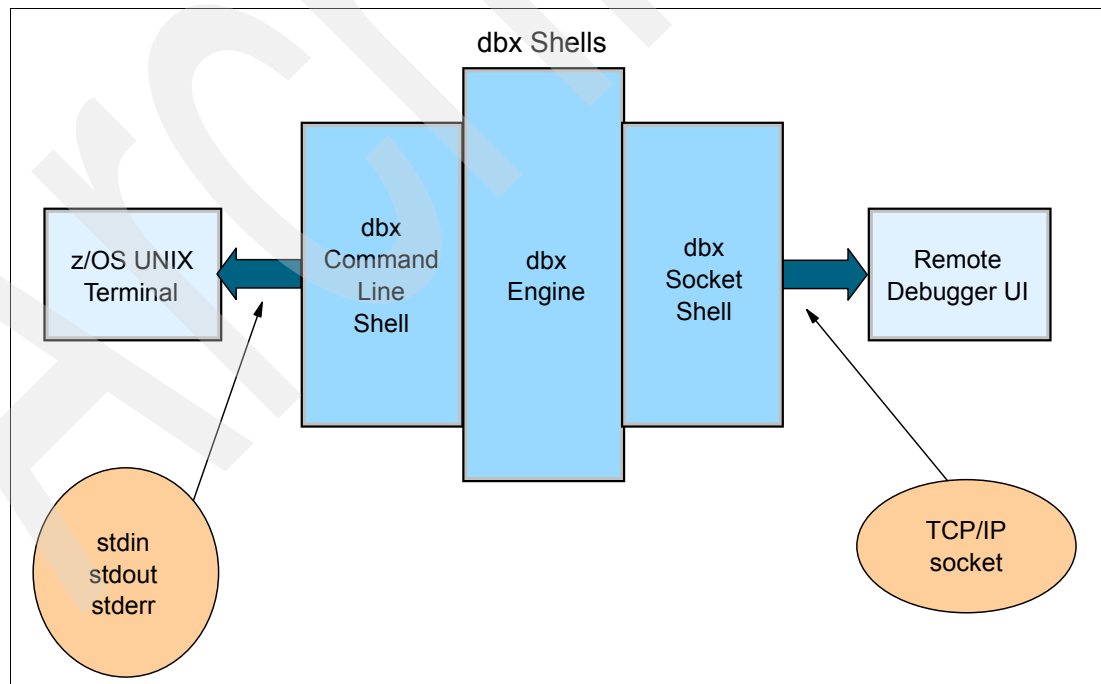 dbx Shells
z/OS UNIX
Terminal
dbx
Command
Line
Shell
dbx
Engine
dbx
Socket
Shell
Remote
Debugger UI
stdin
stdout
stderr
TCP/IP
socket